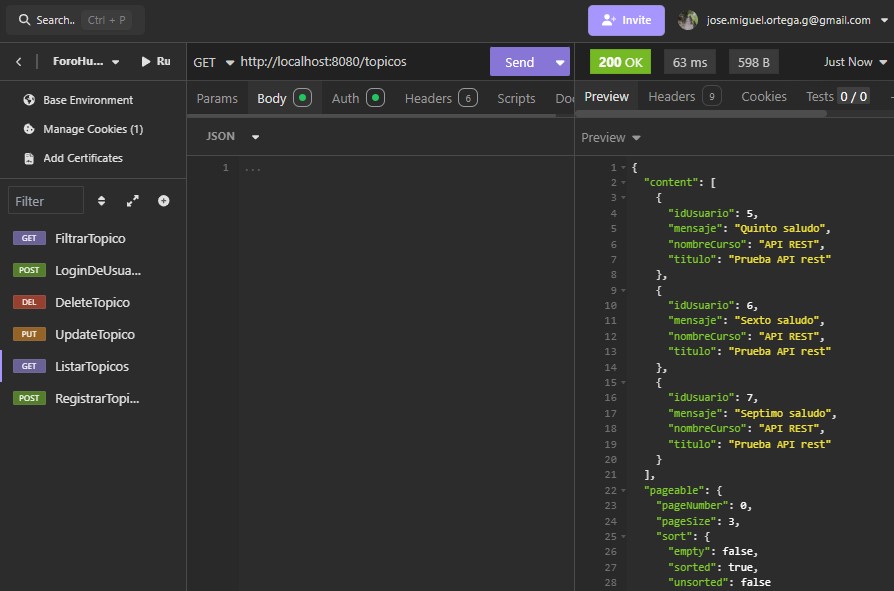 Search.. Ctrl + P
Invite
jose.miguel.ortega.g@gmail.com
ForoHu...
Ru
GET http://localhost:8080/topicos
Send
200 OK
63 ms
598 B
Just Now
Base Environment
Manage Cookies (1)
Add Certificates
Params
Body
Auth
Headers 6
Scripts
Doc
Preview
Headers 9
Cookies
Tests 0 / 0
JSON
Preview
Filter
GET FiltrarTopico
POST LoginDeUsua...
DEL DeleteTopico
PUT UpdateTopico
GET ListarTopicos
POST RegistrarTopi...
1 ...
1 {
2 "content": [
3 {
4 "idUsuario": 5,
5 "mensaje": "Quinto saludo",
6 "nombreCurso": "API REST",
7 "titulo": "Prueba API rest"
8 },
9 {
10 "idUsuario": 6,
11 "mensaje": "Sexto saludo",
12 "nombreCurso": "API REST",
13 "titulo": "Prueba API rest"
14 },
15 {
16 "idUsuario": 7,
17 "mensaje": "Septimo saludo",
18 "nombreCurso": "API REST",
19 "titulo": "Prueba API rest"
20 }
21 ],
22 "pageable": {
23 "pageNumber": 0,
24 "pageSize": 3,
25 "sort": {
26 "empty": false,
27 "sorted": true,
28 "unsorted": false